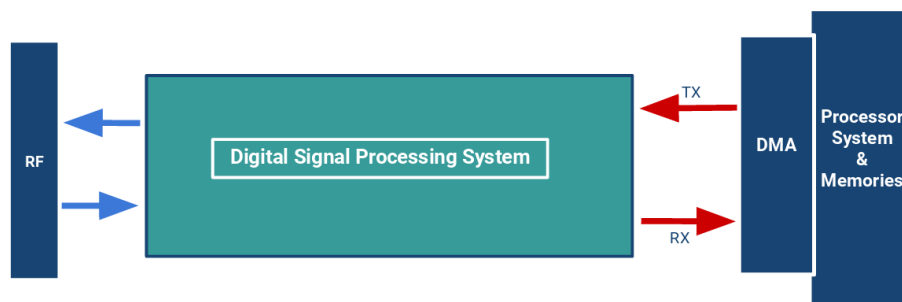 RF
Digital Signal Processing System
TX
RX
DMA
Processor
System
&
Memories